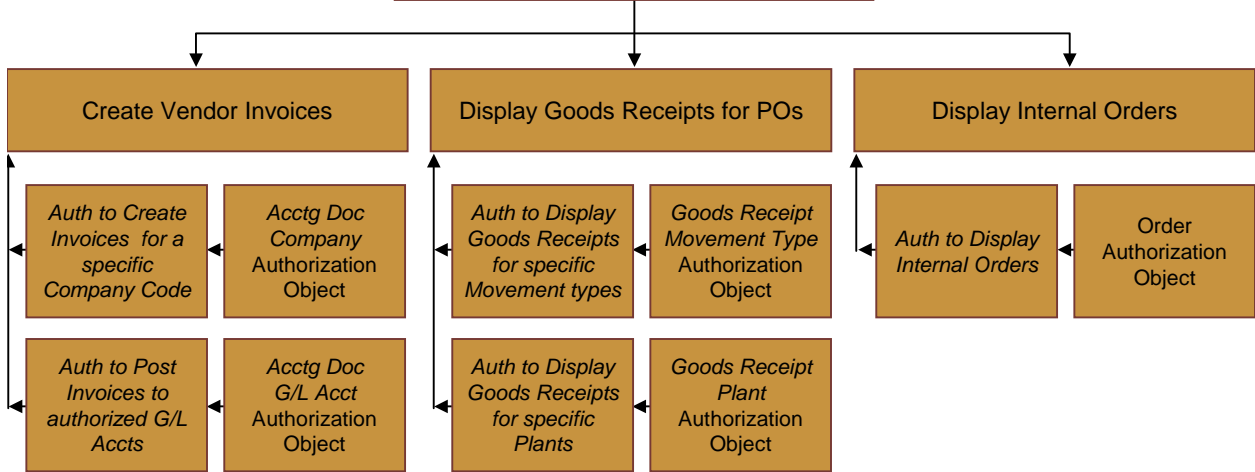 Create Vendor Invoices
Display Goods Receipts for POs
Display Internal Orders
Auth to Create
Invoices for a
specific
Company Code
Acctg Doc
Company
Authorization
Object
Auth to Display
Goods Receipts
for specific
Movement types
Goods Receipt
Movement Type
Authorization
Object
Auth to Display
Internal Orders
Order
Authorization
Object
Auth to Post
Invoices to
authorized G/L
Accts
Acctg Doc
G/L Acct
Authorization
Object
Auth to Display
Goods Receipts
for specific
Plants
Goods Receipt
Plant
Authorization
Object